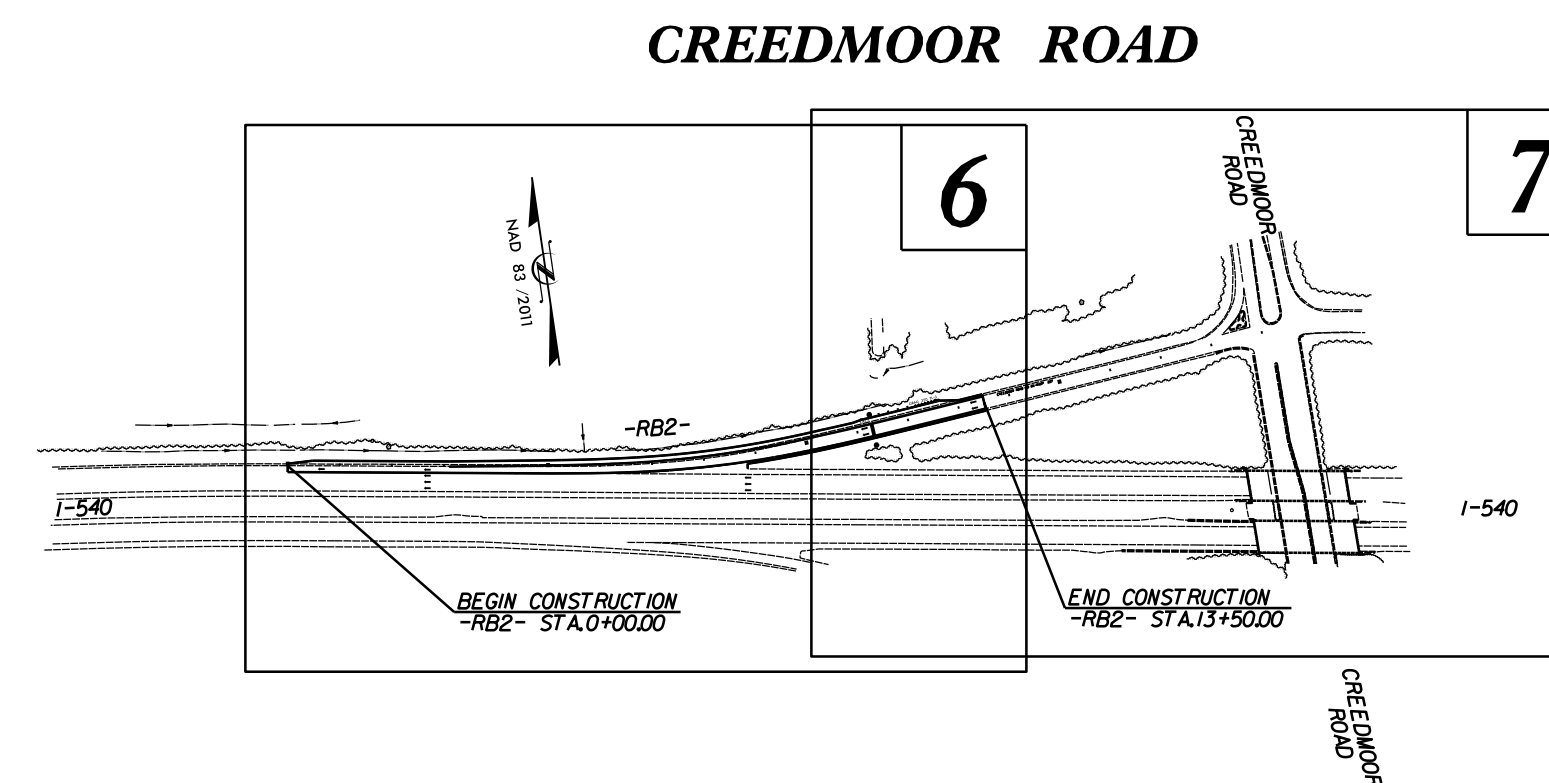 CREEDMOOR ROAD
6
7
CREEDMOOR
ROAD
NAD 83 /2011
-RB2-
I-540
I-540
BEGIN CONSTRUCTION
-RB2- STA.0+00.00
END CONSTRUCTION
-RB2- STA.13+50.00
CREEDMOOR
ROAD